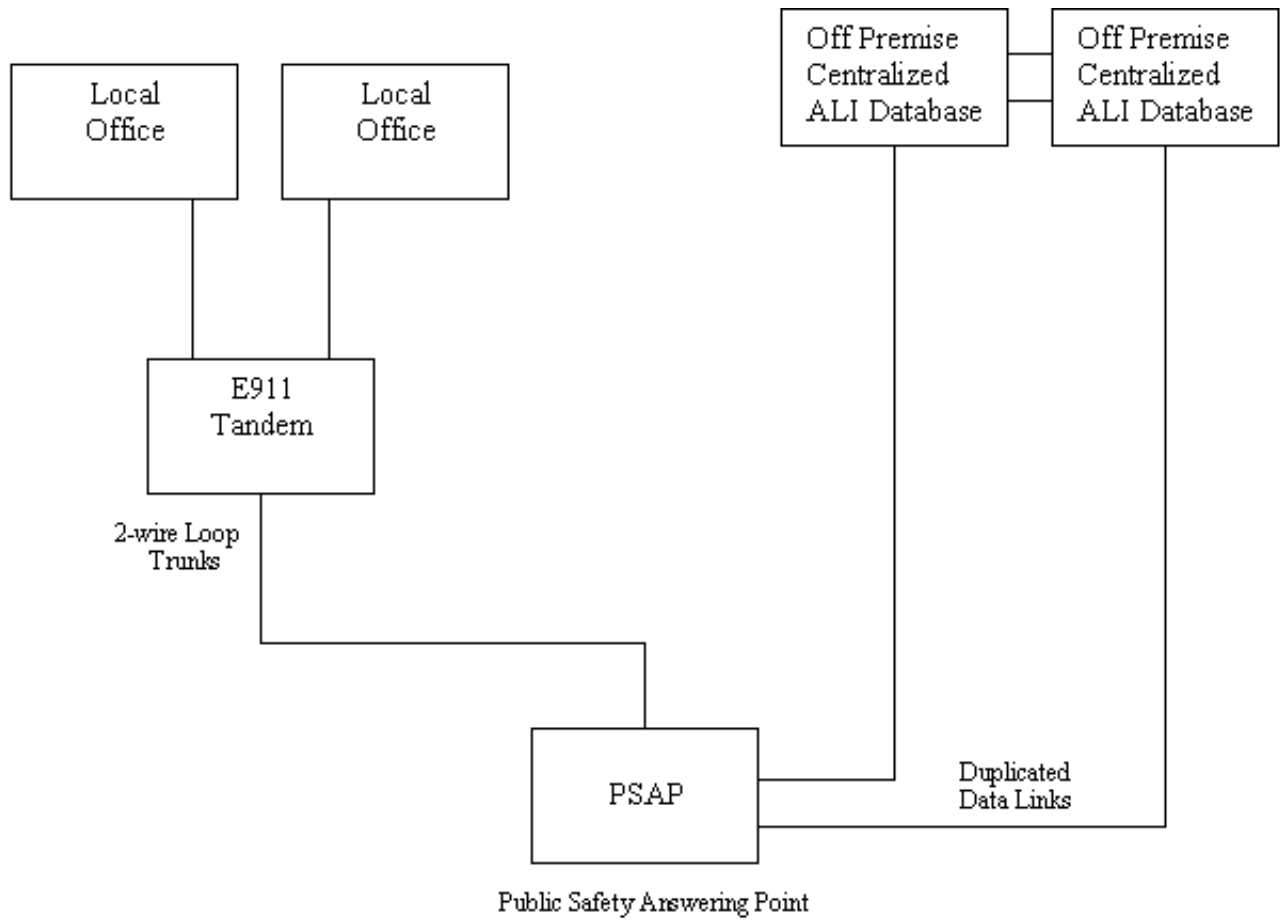 Local
Office
Local
Office
Off Premise
Centralized
ALI Database
Off Premise
Centralized
ALI Database
E911
Tandem
2-wire Loop
Trunks
PSAP
Duplicated
Data Links
Public Safety Answering Point